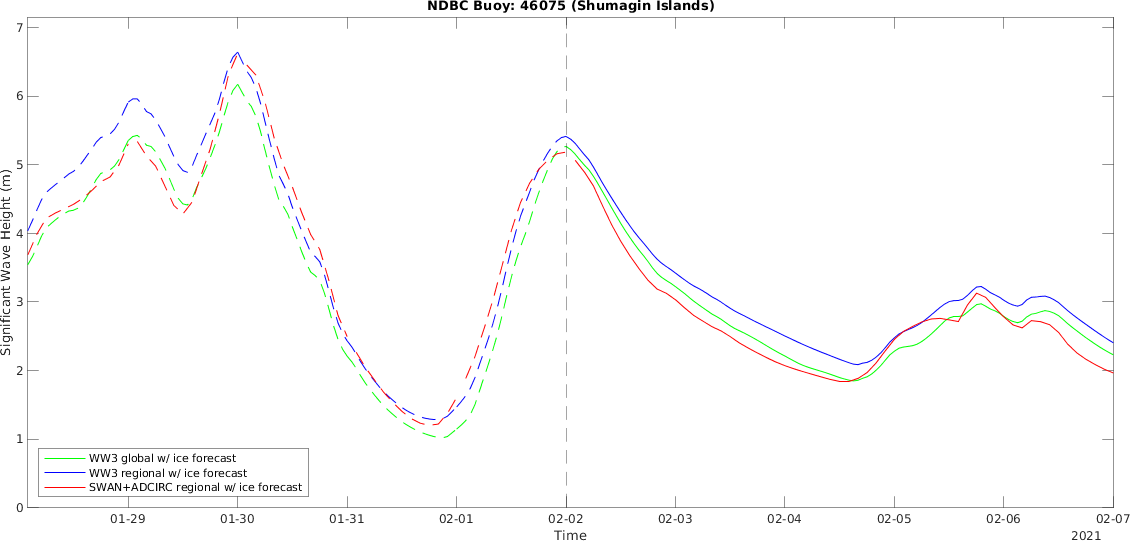 NDBC Buoy: 46075 (Shumagin Islands)
7
6
5
4
3
2
1
0
Significant Wave Height (m)
WW3 global w/ ice forecast
WW3 regional w/ ice forecast
SWAN+ADCIRC regional w/ ice forecast
01-29 01-30 01-31 02-01 02-02 02-03 02-04 02-05 02-06 02-07
Time
2021